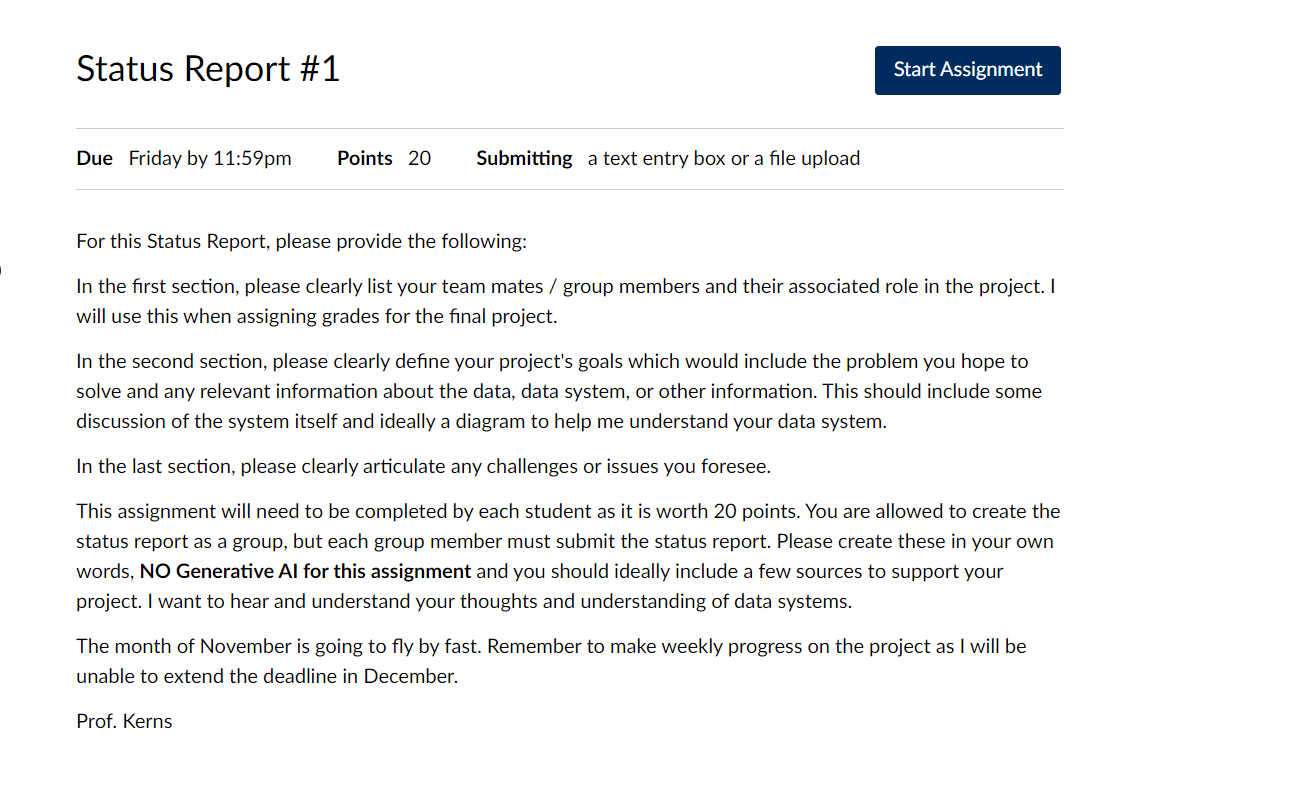 Status Report #1
Start Assignment
Due Friday by 11:59pm Points 20 Submitting a text entry box or a file upload
For this Status Report, please provide the following:
In the first section, please clearly list your team mates / group members and their associated role in the project. I
will use this when assigning grades for the final project.
In the second section, please clearly define your project's goals which would include the problem you hope to
solve and any relevant information about the data, data system, or other information. This should include some
discussion of the system itself and ideally a diagram to help me understand your data system.
In the last section, please clearly articulate any challenges or issues you foresee.
This assignment will need to be completed by each student as it is worth 20 points. You are allowed to create the
status report as a group, but each group member must submit the status report. Please create these in your own
words, NO Generative AI for this assignment and you should ideally include a few sources to support your
project. I want to hear and understand your thoughts and understanding of data systems.
The month of November is going to fly by fast. Remember to make weekly progress on the project as I will be
unable to extend the deadline in December.
Prof. Kerns